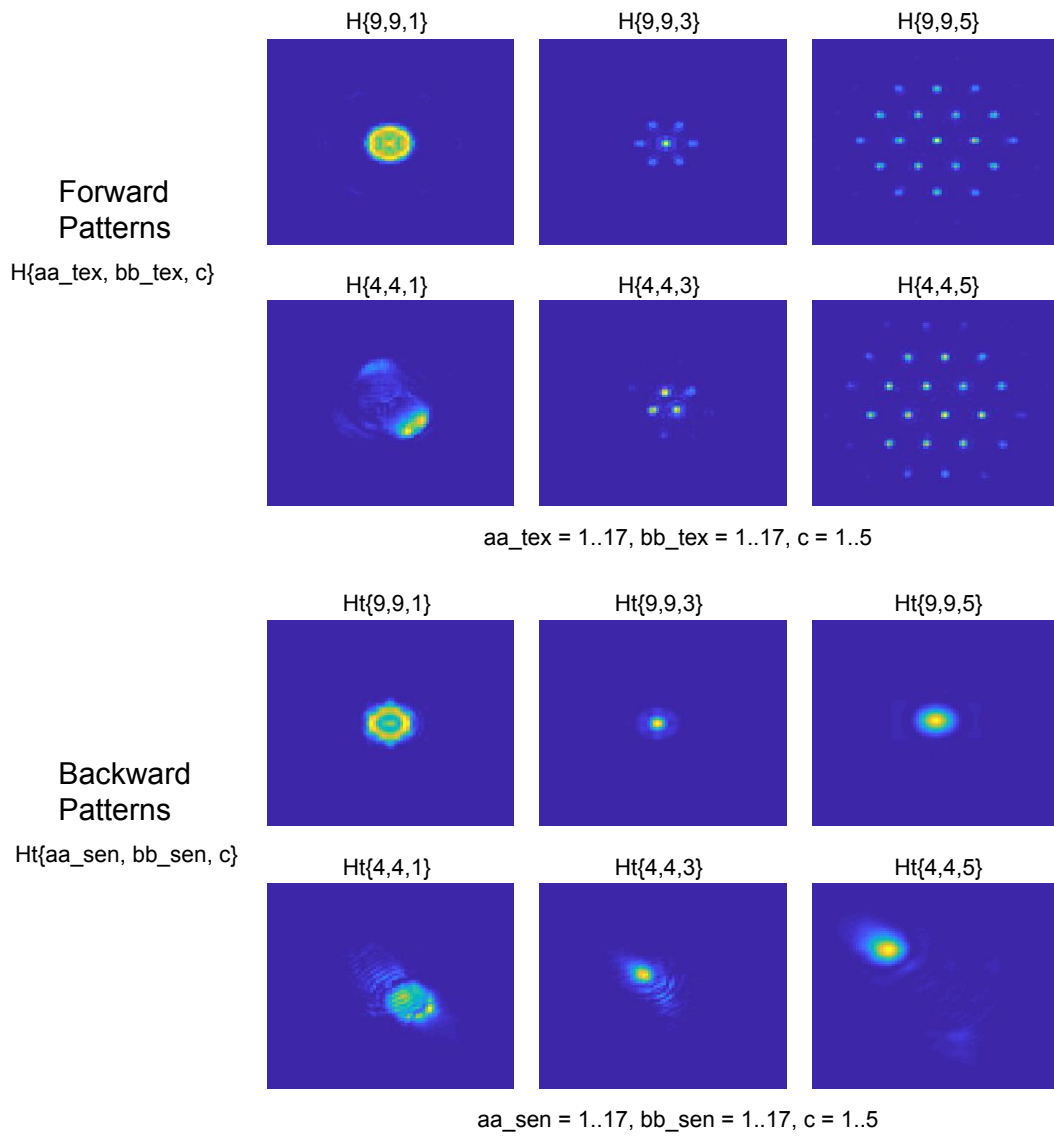 H{9,9,1}
H{9,9,3}
H{9,9,5}
Forward
Patterns
H{aa_tex, bb_tex, c}
H{4,4,1}
H{4,4,3}
H{4,4,5}
aa_tex = 1..17, bb_tex = 1..17, c = 1..5
Ht{9,9,1}
Ht{9,9,3}
Ht{9,9,5}
Backward
Patterns
Ht{aa_sen, bb_sen, c}
Ht{4,4,1}
Ht{4,4,3}
Ht{4,4,5}
aa_sen = 1..17, bb_sen = 1..17, c = 1..5